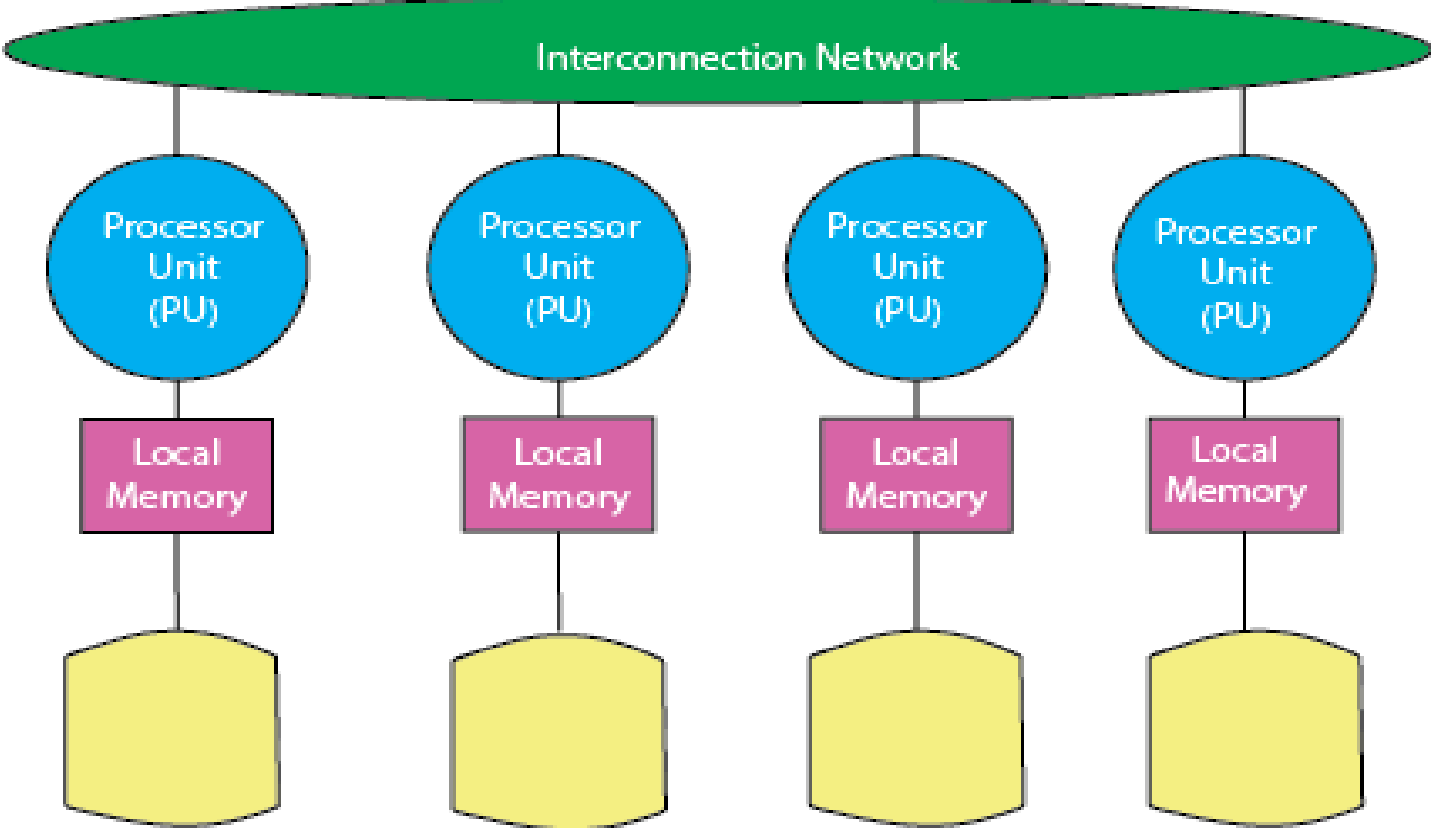 Interconnection Network
Processor
Unit
(PU)
Processor
Unit
(PU)
Processor
Unit
(PU)
Processor
Unit
(PU)
Local
Memory
Local
Memory
Local
Memory
Local
Memory